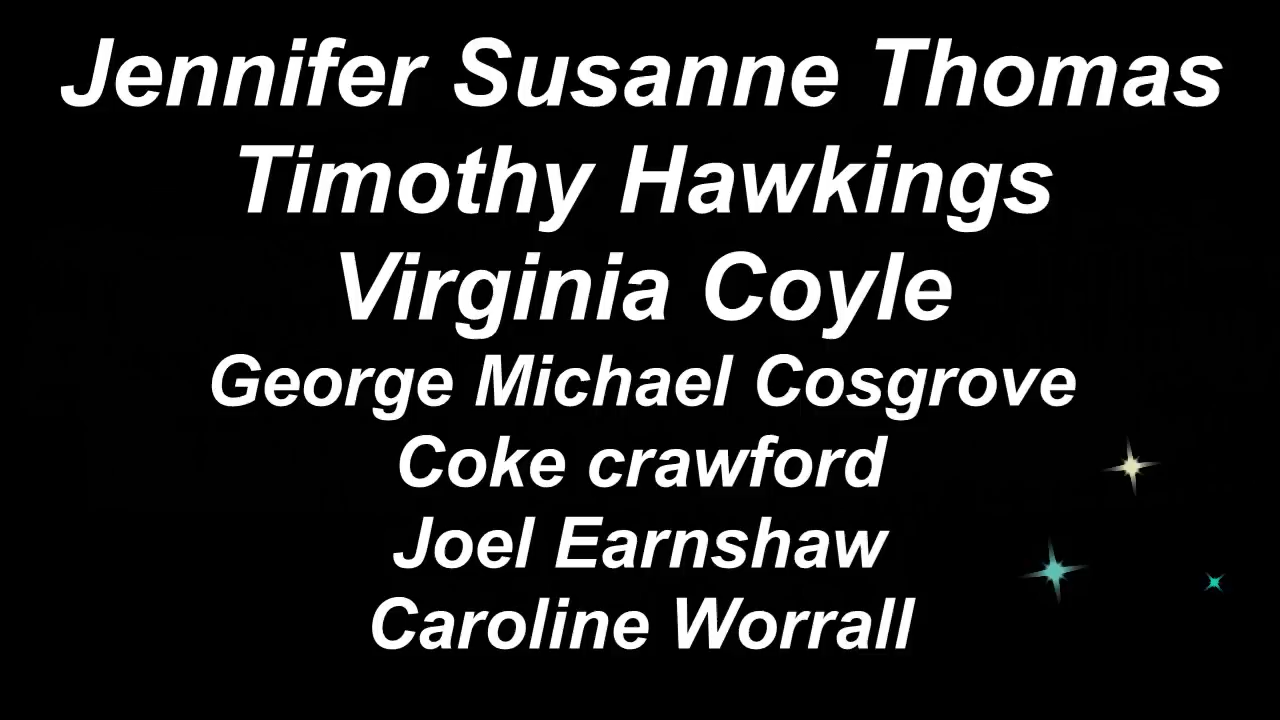 Jennifer Susanne Thomas
Timothy Hawkings
Virginia Coyle
George Michael Cosgrove
Coke crawford
Joel Earnshaw
Caroline Worrall